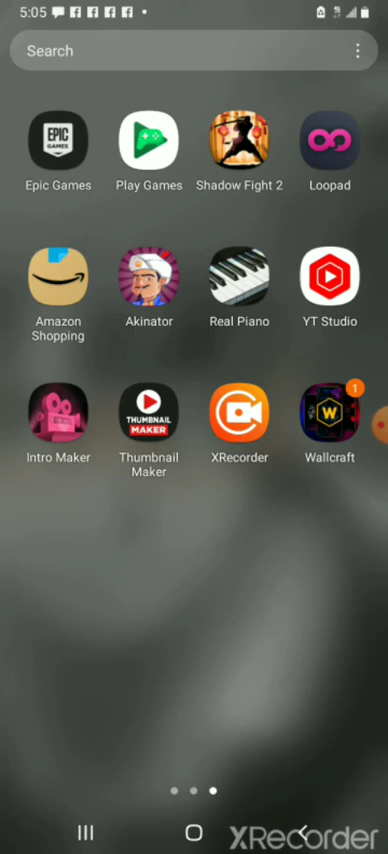 5:05
Search
EPIC
GAMES
Epic Games
Play Games
Shadow Fight 2
Loopad
Amazon
Shopping
Akinator
Real Piano
YT Studio
THUMBNAIL
MAKER
W
1
Intro Maker
Thumbnail
Maker
XRecorder
Wallcraft
XRecorder